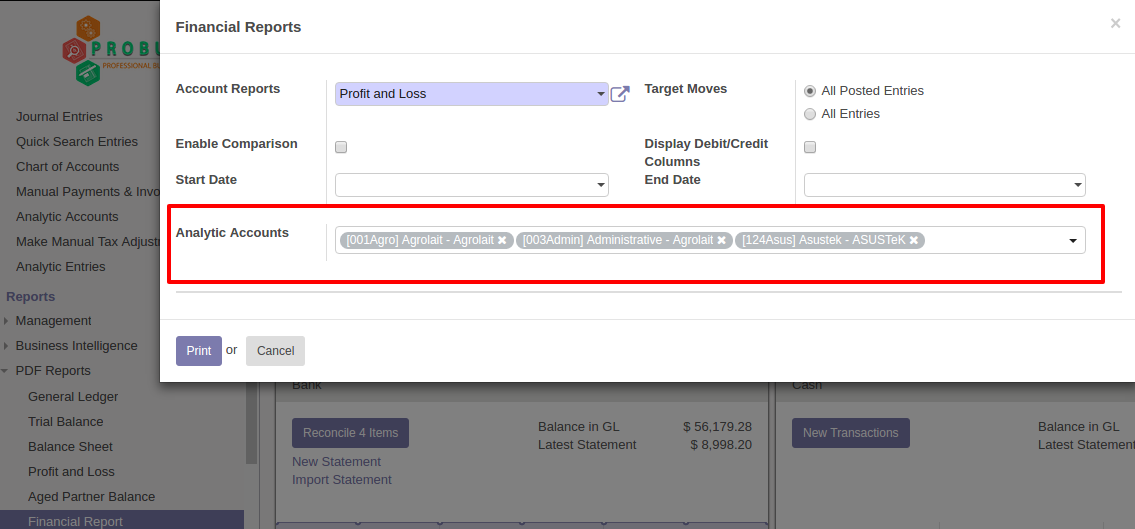 PROBU
PROFESSIONAL B
Journal Entries
Quick Search Entries
Chart of Accounts
Manual Payments & Invo
Analytic Accounts
Make Manual Tax Adjust
Analytic Entries
Reports
Management
Business Intelligence
PDF Reports
General Ledger
Trial Balance
Balance Sheet
Profit and Loss
Aged Partner Balance
Financial Report
Financial Reports
×
Account Reports
Profit and Loss
Target Moves
All Posted Entries
All Entries
Enable Comparison
Display Debit/Credit
Columns
Start Date
End Date
Analytic Accounts
[001Agro] Agrolait - Agrolait ✖ [003Admin] Administrative - Agrolait ✖ [124Asus] Asustek - ASUSTeK ✖
Print or Cancel
Bank
Reconcile 4 Items
New Statement
Import Statement
Balance in GL $ 56,179.28
Latest Statement $ 8,998.20
Cash
New Transactions
Balance in GL
Latest Statement